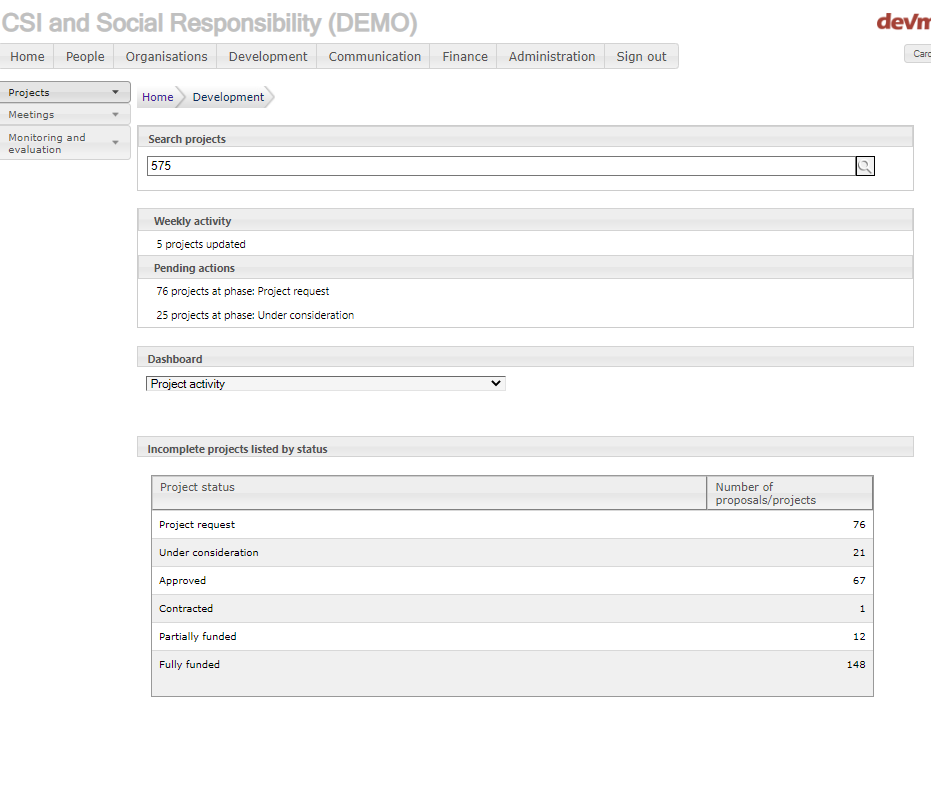 CSI and Social Responsibility (DEMO)
Home People Organisations Development Communication Finance Administration Sign out
Projects
Meetings
Monitoring and
evaluation
Home Development
Search projects
575
Weekly activity
5 projects updated
Pending actions
76 projects at phase: Project request
25 projects at phase: Under consideration
Dashboard
Project activity
Incomplete projects listed by status
Project status Number of
proposals/projects
Project request 76
Under consideration 21
Approved 67
Contracted 1
Partially funded 12
Fully funded 148